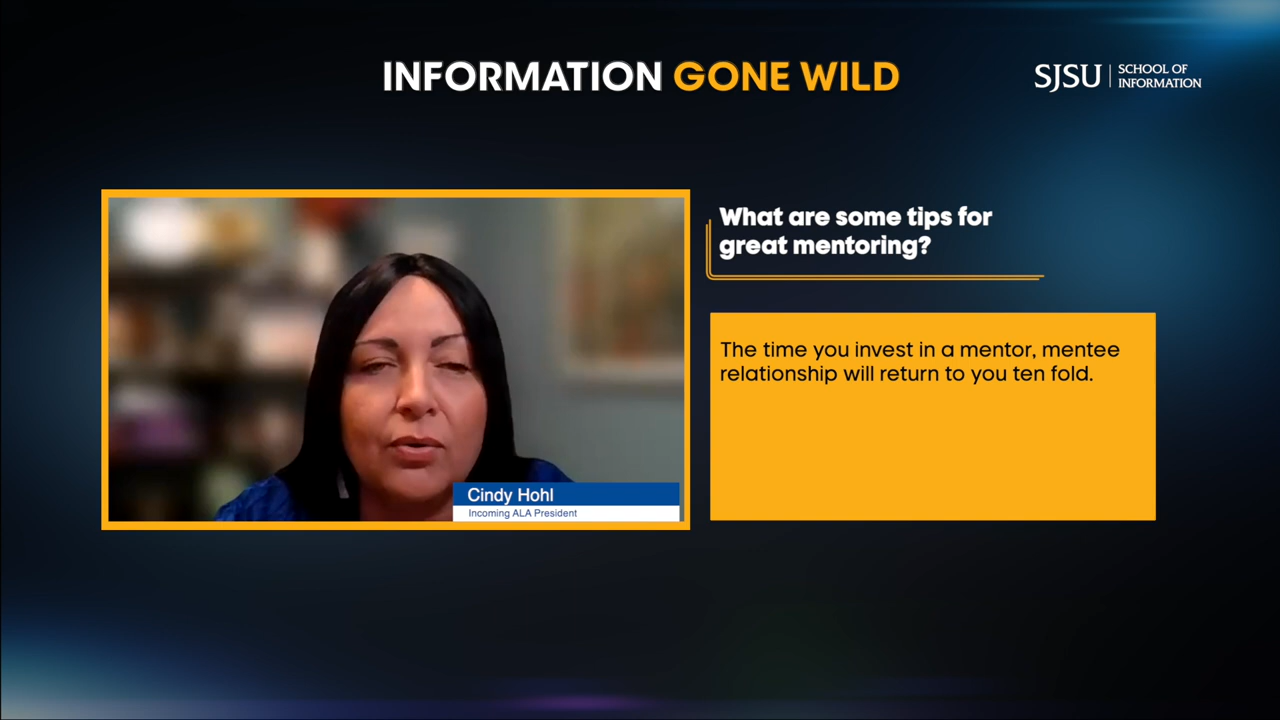 INFORMATION GONE WILD
SJSU SCHOOL OF
INFORMATION
What are some tips for
great mentoring?
The time you invest in a mentor, mentee
relationship will return to you ten fold.
Cindy Hohl
Incoming ALA President